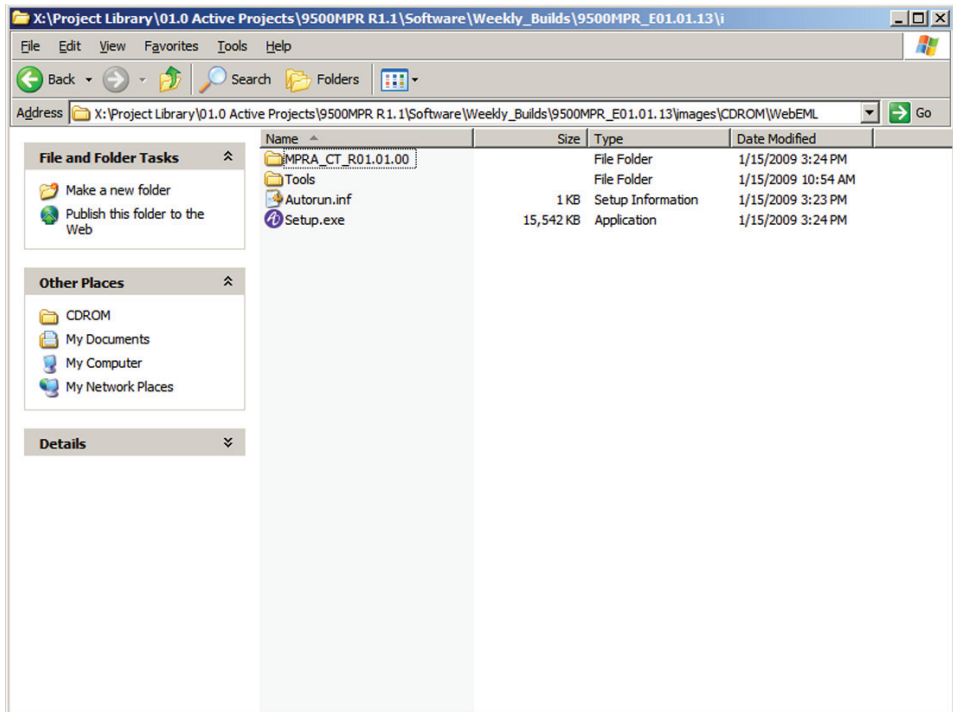 X:\Project Library\01.0 Active Projects\9500MPR R1.1\Software\Weekly_Builds\9500MPR_E01.01.13\i
File Edit View Favorites Tools Help
Back Search Folders
Address X:\Project Library\01.0 Active Projects\9500MPR R1.1\Software\Weekly_Builds\9500MPR_E01.01.13\images\CDROM\WebEML Go
File and Folder Tasks
Make a new folder
Publish this folder to the
Web
Other Places
CDROM
My Documents
My Computer
My Network Places
Details
Name Size Type Date Modified
MPRA_CT_R01.01.00 File Folder 1/15/2009 3:24 PM
Tools File Folder 1/15/2009 10:54 AM
Autorun.inf 1 KB Setup Information 1/15/2009 3:23 PM
Setup.exe 15,542 KB Application 1/15/2009 3:24 PM